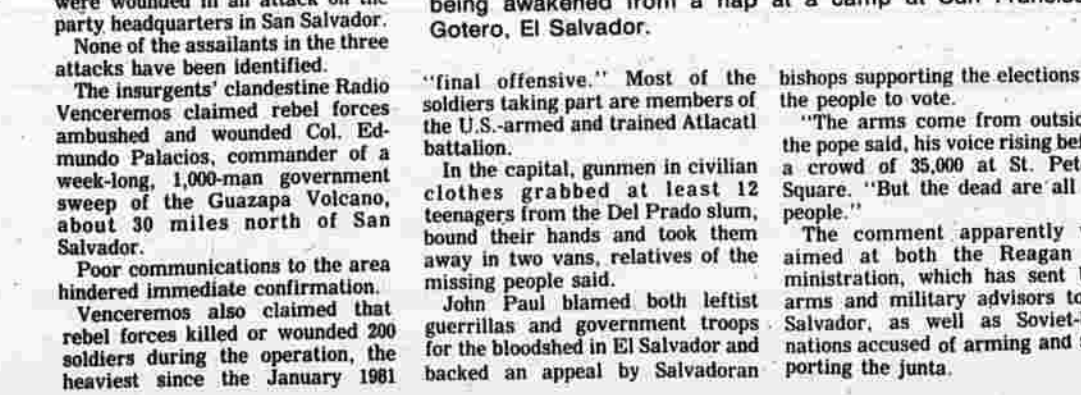 were wounded in an attack on the
party headquarters in San Salvador.
None of the assailants in the three
attacks have been identified.
The insurgents' clandestine Radio
Venceremos claimed rebel forces
ambushed and wounded Col. Ed-
mundo Palacios, commander of a
week-long, 1,000-man government
sweep of the Guazapa Volcano,
about 30 miles north of San
Salvador.
Poor communications to the area
hindered immediate confirmation.
Venceremos also claimed that
rebel forces killed or wounded 200
soldiers during the operation, the
heaviest since the January 1981
being awakened from a nap at a camp at San
Gotero, El Salvador.
"final offensive." Most of the
soldiers taking part are members of
the U.S.-armed and trained Atlacatl
battalion.
In the capital, gunmen in civilian
clothes grabbed at least 12
teenagers from the Del Prado slum,
bound their hands and took them
away in two vans, relatives of the
missing people said.
John Paul blamed both leftist
guerrillas and government troops
for the bloodshed in El Salvador and
backed an appeal by Salvadoran
bishops supporting the elections
the people to vote.
"The arms come from
the pope said, his voice rising
a crowd of 35,000 at St.
Square. "But the dead are all
people."
The comment apparently
aimed at both the Reagan
ministration, which has sent
arms and military advisors
Salvador, as well as Soviet-
nations accused of arming and
porting the junta.